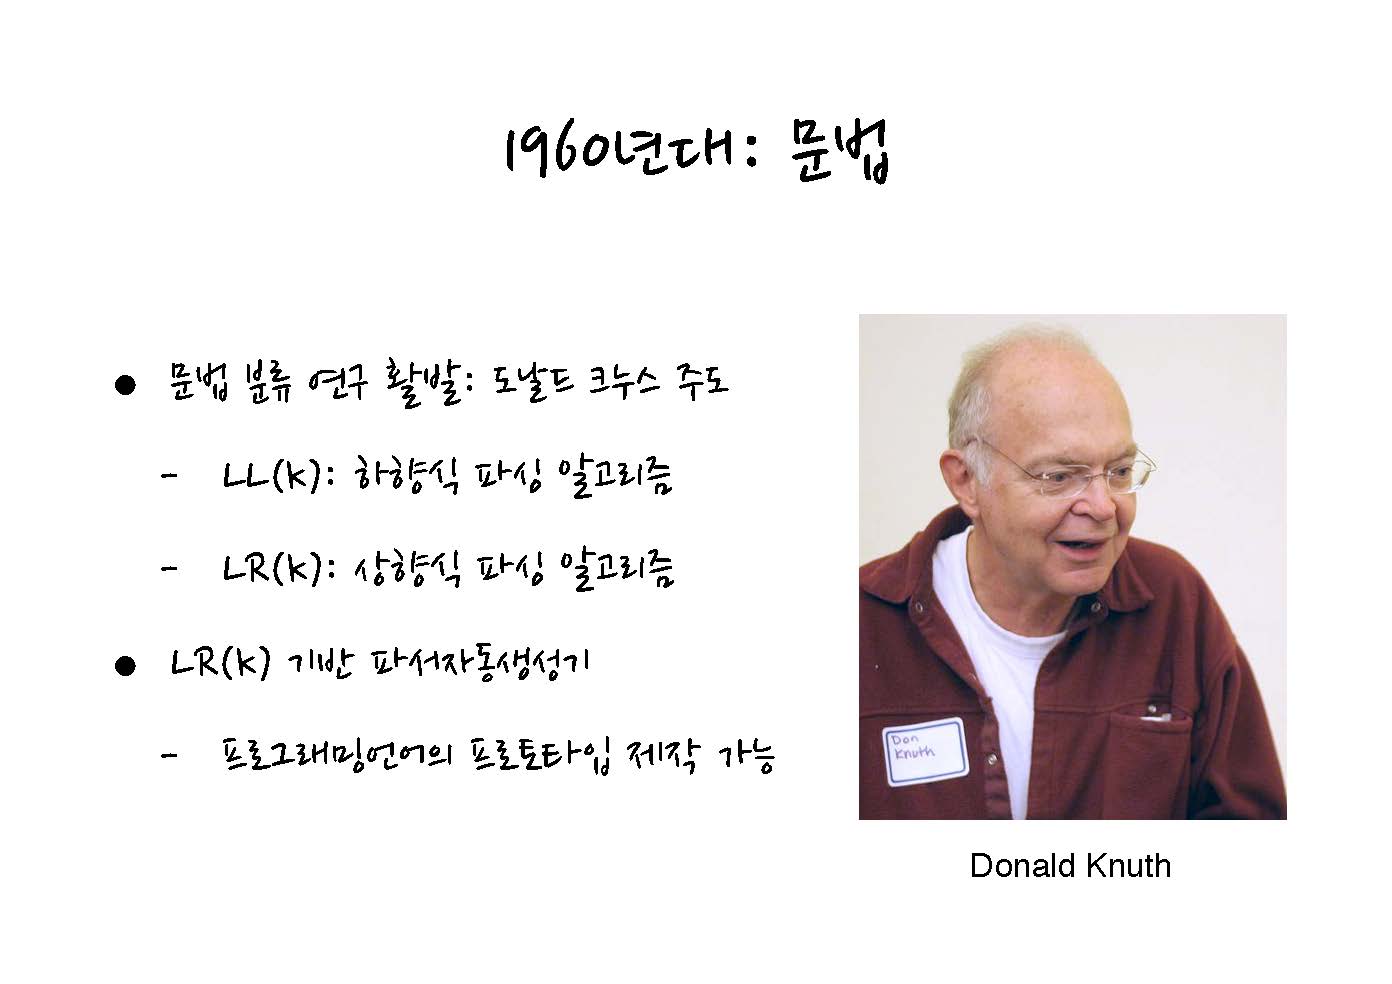 1960년대: 문법
● 문법 분류 연구 활발: 도날드 크누스 주도
- LL(k): 하향식 파싱 알고리즘
- LR(k): 상향식 파싱 알고리즘
● LR(k) 기반 파서자동생성기
- 프로그래밍언어의 프로토타입 제작 가능
Don
Knuth
Donald Knuth